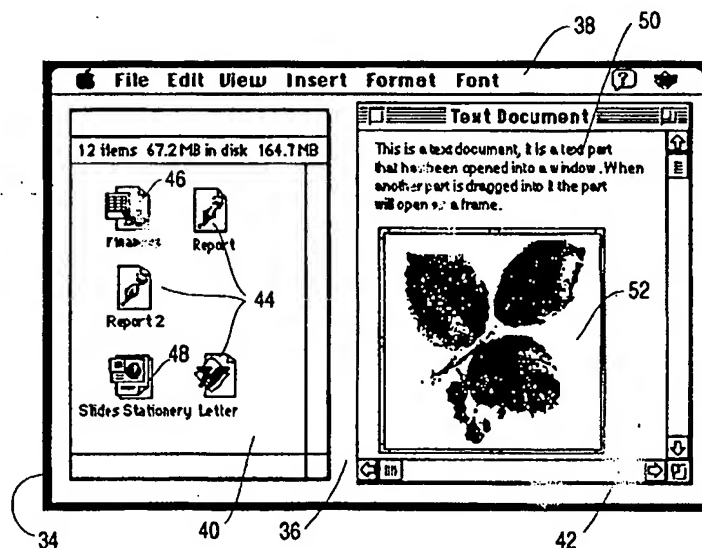 38
50
File Edit View Insert Format Font
Text Document
12 items 67.2 MB in disk 164.7 MB
This is a text document, it is a text part
that has been opened into a window. When
another part is dragged into it the part
will open as a frame.
46
Finances
Report
52
Report 2
44
48
Slides Stationery Letter
34
40
36
42